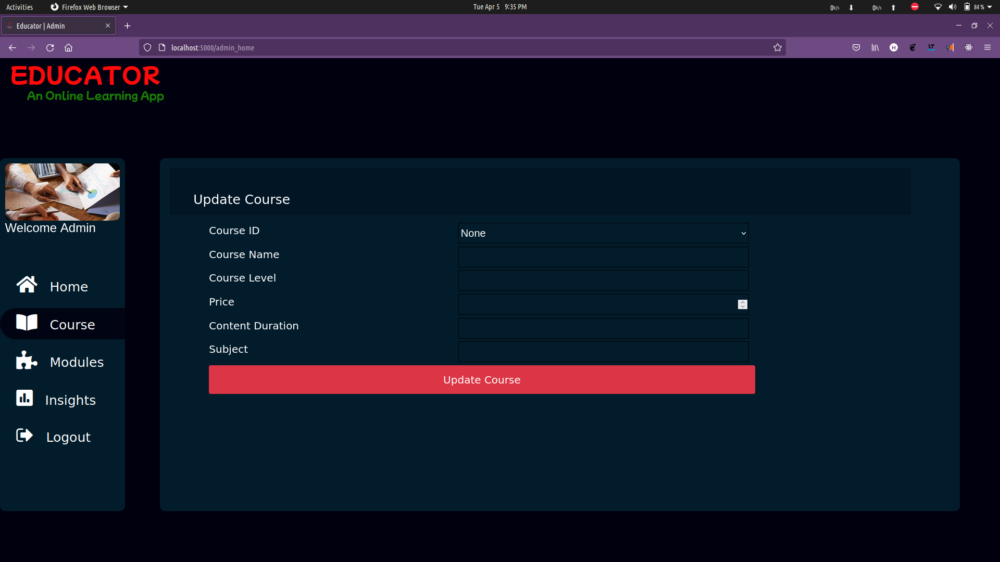 Activities
Firefox Web Browser
Tue Apr 5 9:35 PM
0b/s
0b/s
84%
Educator | Admin
localhost:5000/admin_home
H
LT
EDUCATOR
An Online Learning App
Welcome Admin
Home
Course
Modules
Insights
Logout
Update Course
Course ID
None
Course Name
Course Level
Price
Content Duration
Subject
Update Course